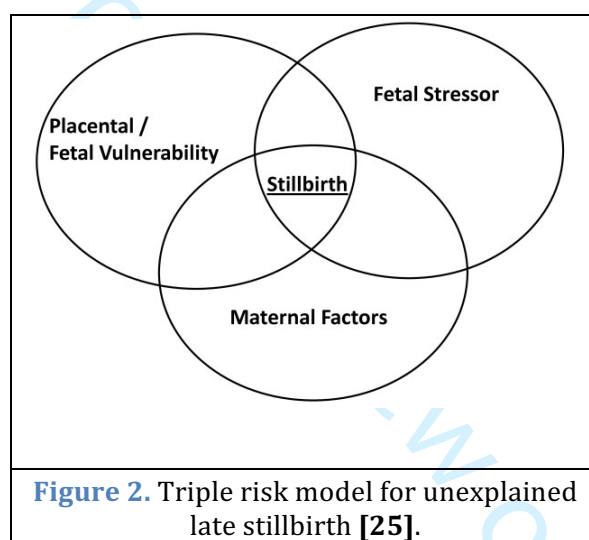 Fetal Stressor
Placental /
Fetal Vulnerability
Stillbirth
Maternal Factors
Figure 2. Triple risk model for unexplained
late stillbirth [25].